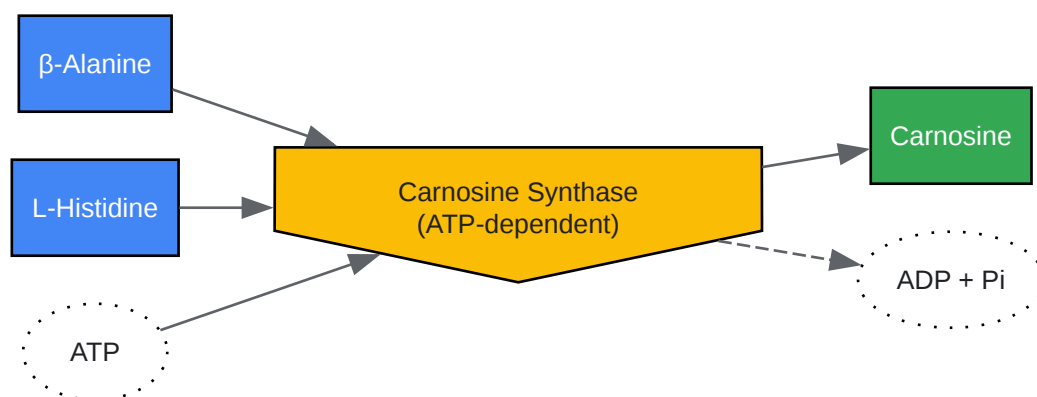 β-Alanine
L-Histidine
ATP
Carnosine Synthase
(ATP-dependent)
Carnosine
ADP + Pi